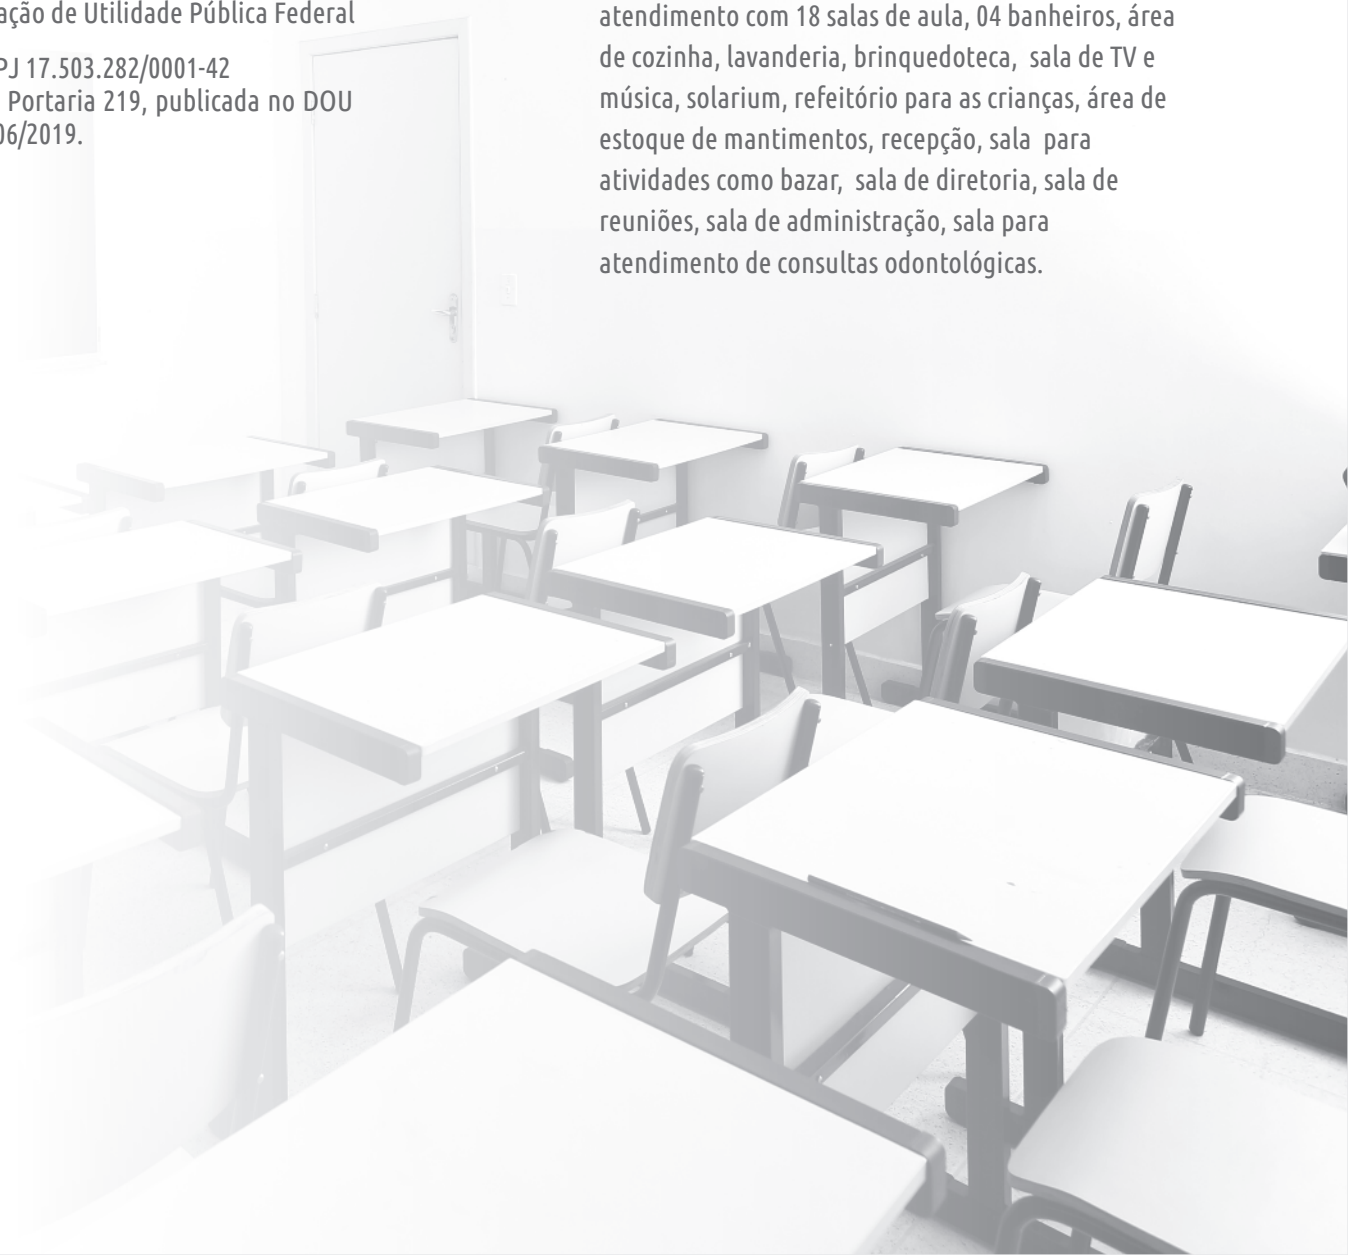 ação de Utilidade Pública Federal
PJ 17.503.282/0001-42
Portaria 219, publicada no DOU
06/2019.
atendimento com 18 salas de aula, 04 banheiros, área
de cozinha, lavanderia, brinquedoteca, sala de TV e
música, solarium, refeitório para as crianças, área de
estoque de mantimentos, recepção, sala para
atividades como bazar, sala de diretoria, sala de
reuniões, sala de administração, sala para
atendimento de consultas odontológicas.